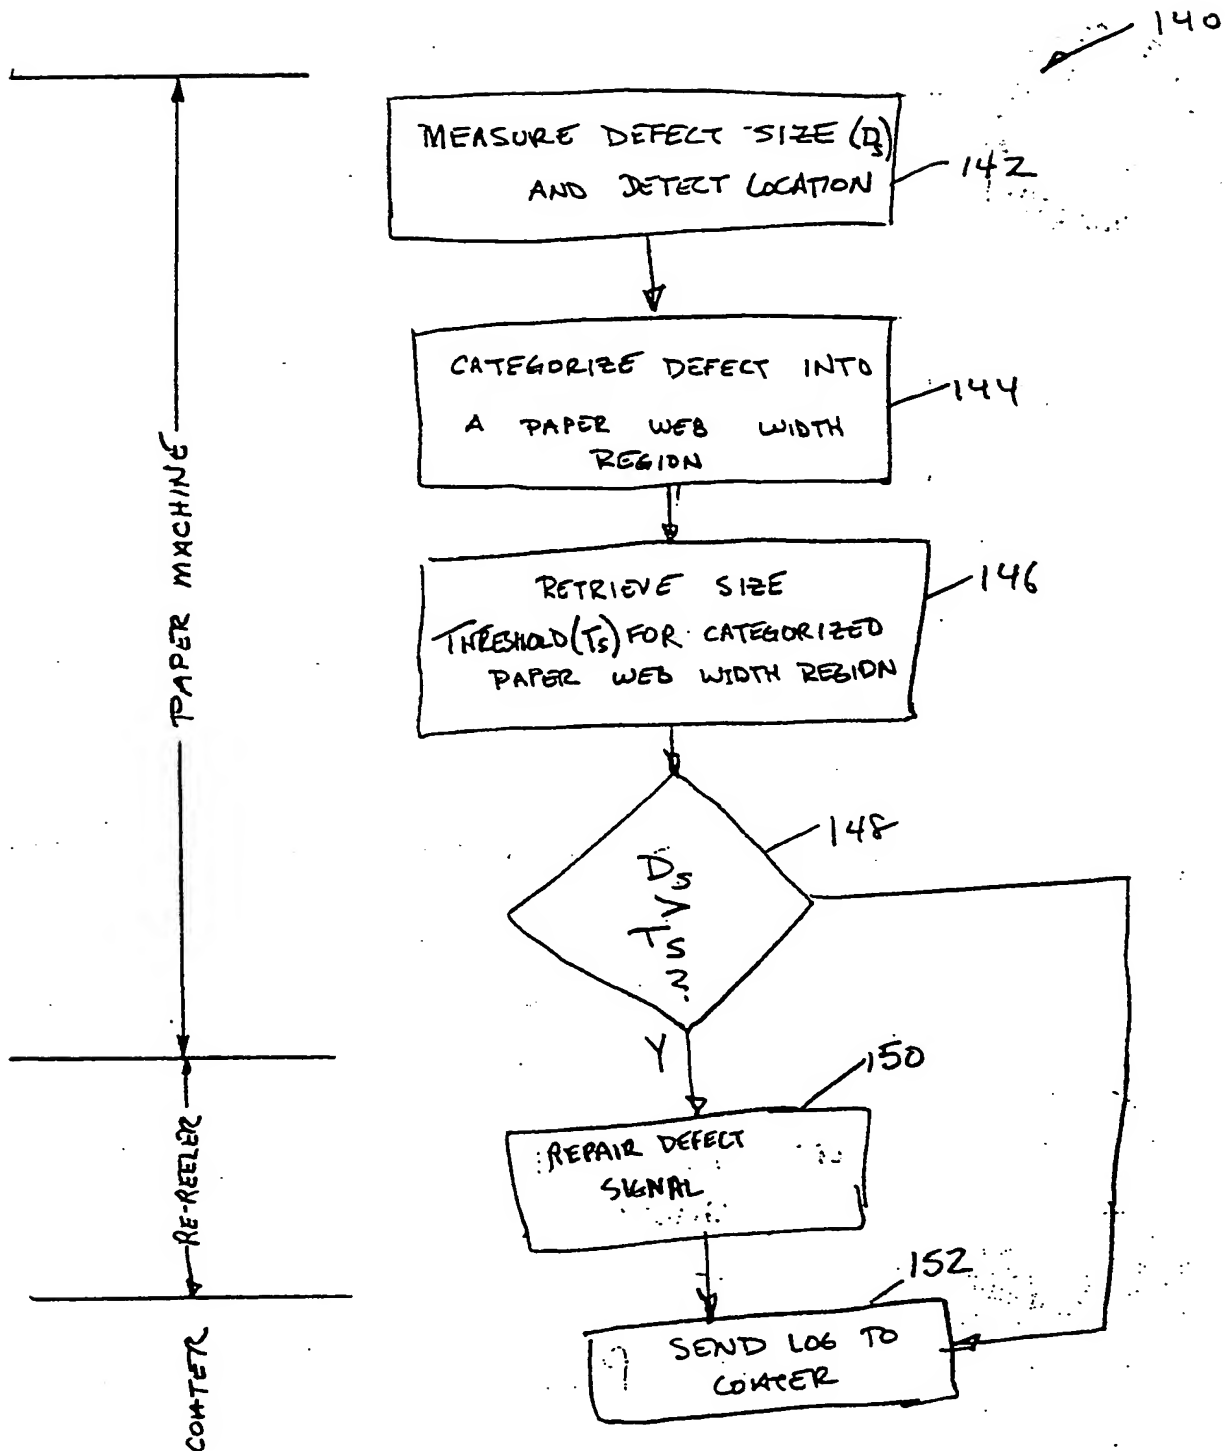 140
MEASURE DEFECT SIZE (Ds)
AND DETECT LOCATION
142
CATEGORIZE DEFECT INTO
A PAPER WEB WIDTH
REGION
144
RETRIEVE SIZE
THRESHOLD (Ts) FOR CATEGORIZED
PAPER WEB WIDTH REGION
146
PAPER MACHINE
Ds
>
Ts
?
148
Y
150
REPAIR DEFECT
SIGNAL
RE-REELER
152
SEND LOG TO
COATER
COATER